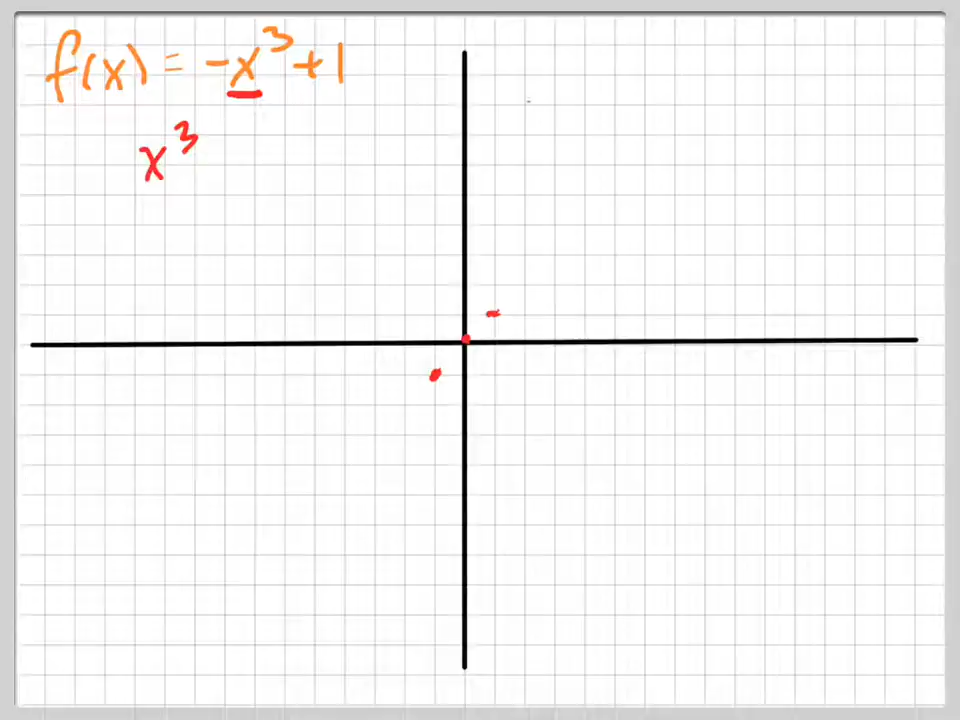 f(x) = -x³ + 1
x³